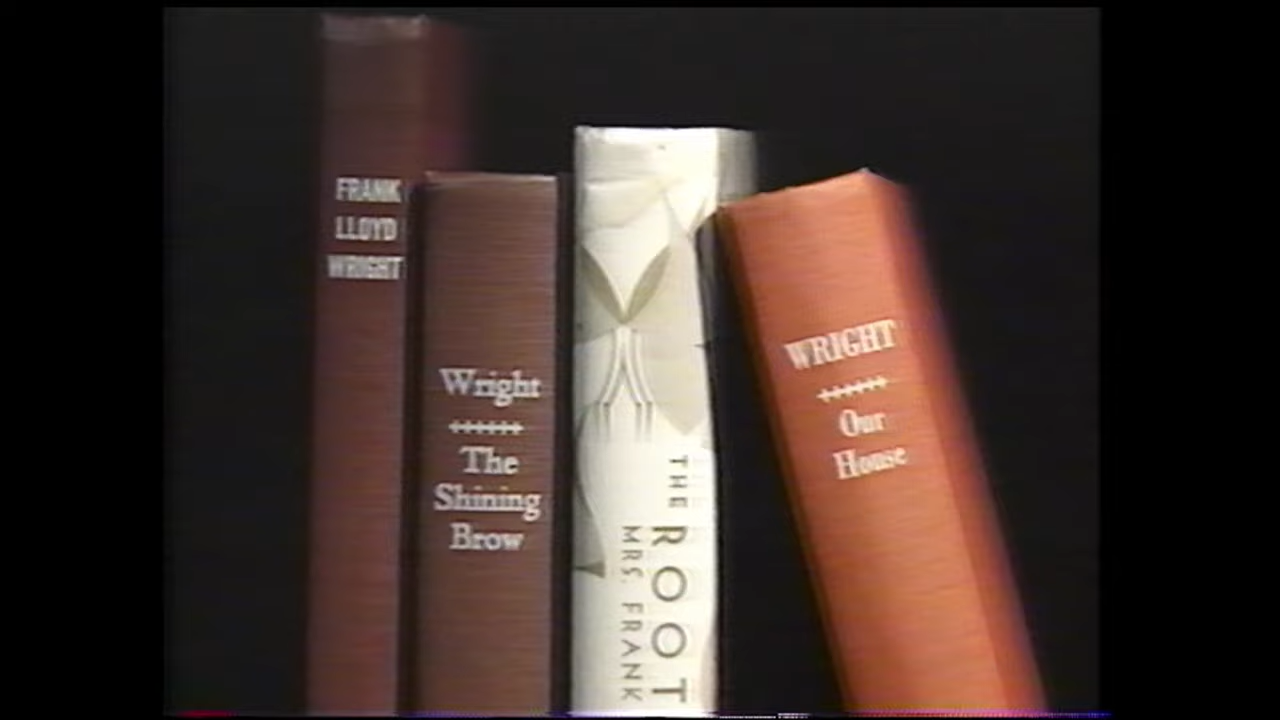 FRANK
LLOYD
WRIGHT
Wright
The
Shining
Brow
THE ROOT
MRS. FRANK
WRIGHT
Our
House